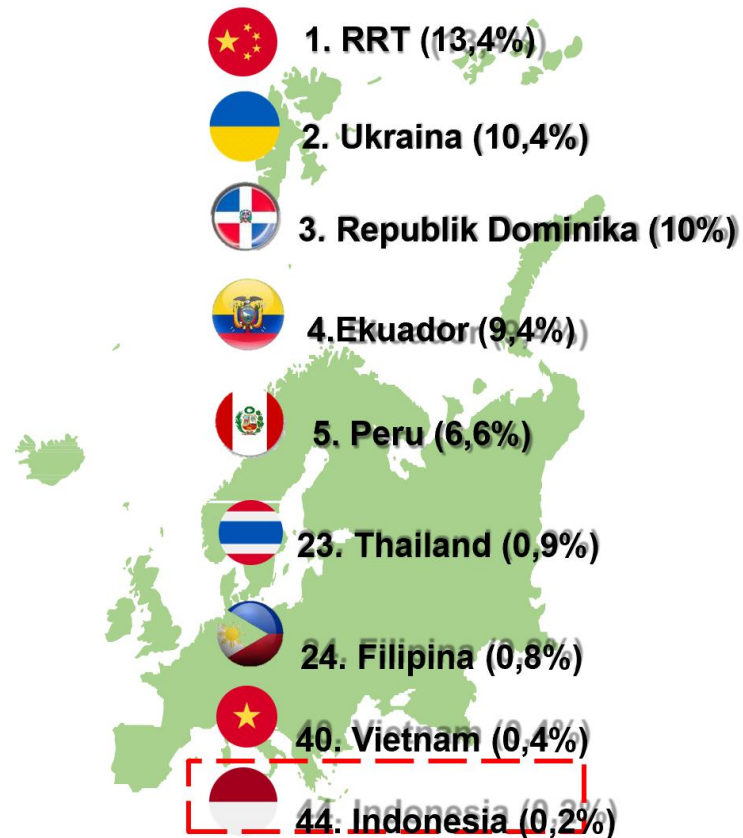 1. RRT (13,4%)
2. Ukraina (10,4%)
3. Republik Dominika (10%)
4.Ekuador (9,4%)
5. Peru (6,6%)
23. Thailand (0,9%)
24. Filipina (0,8%)
40. Vietnam (0,4%)
44. Indonesia (0,2%)